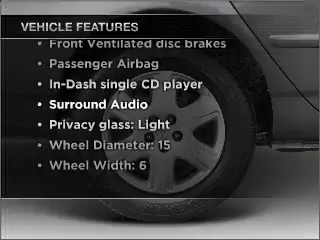 VEHICLE FEATURES
• Front Ventilated disc brakes
• Passenger Airbag
• In-Dash single CD player
• Surround Audio
• Privacy glass: Light
• Wheel Diameter: 15
• Wheel Width: 6